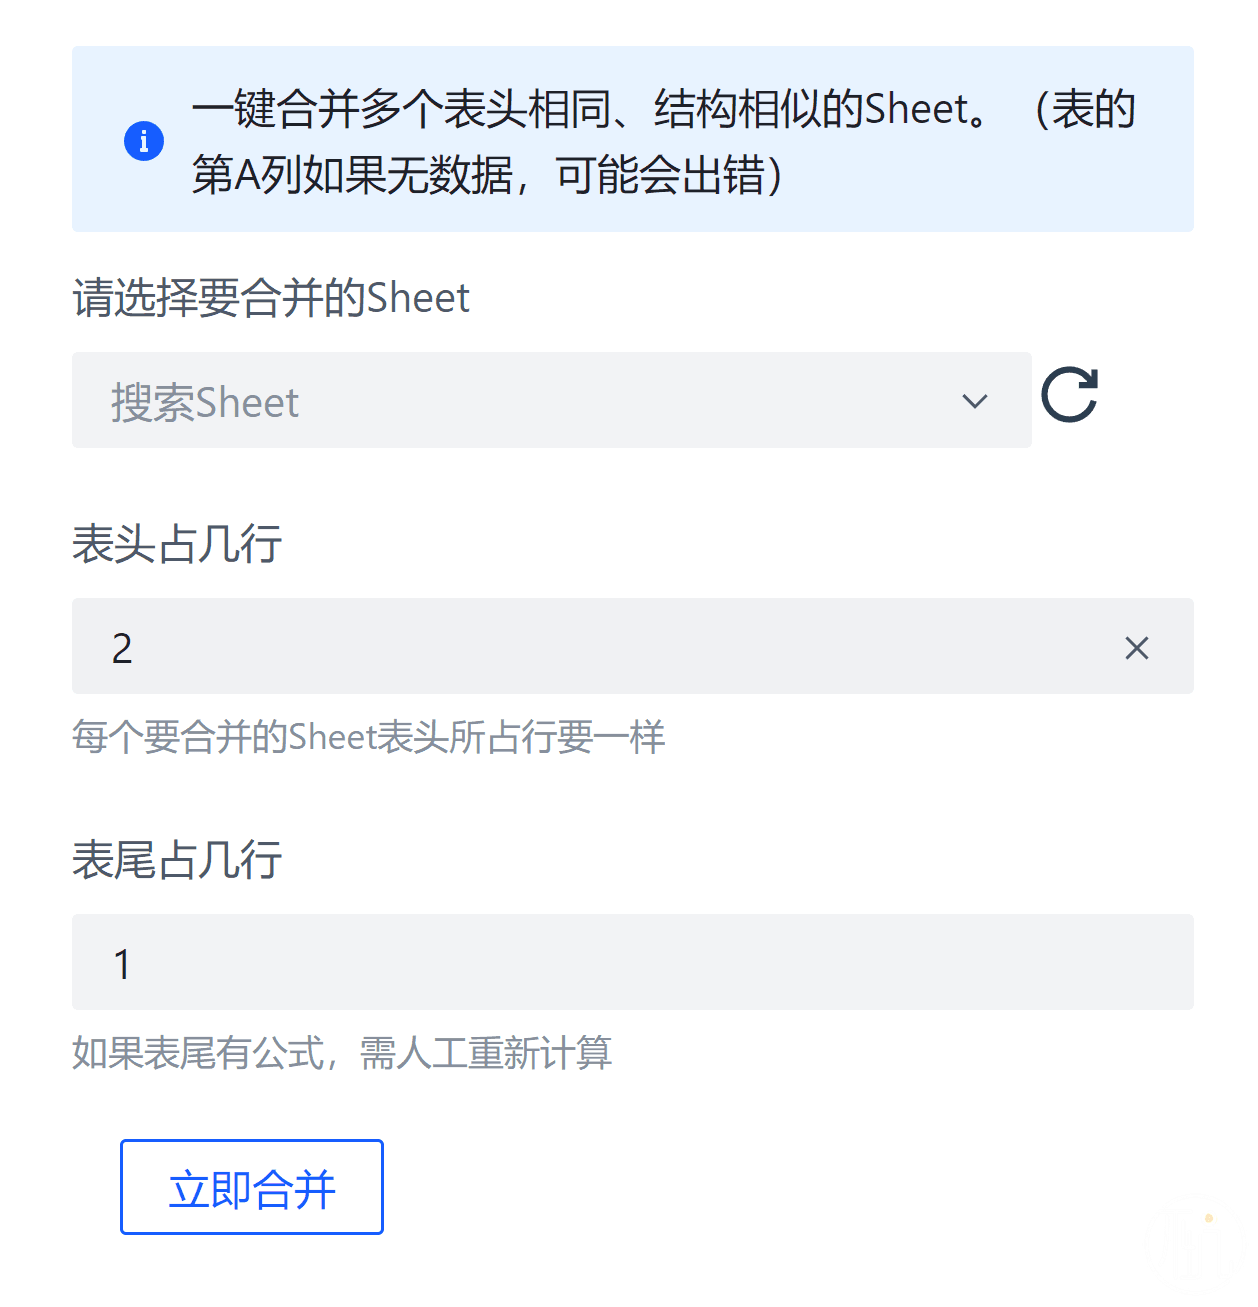 一键合并多个表头相同、结构相似的Sheet。（表的
第A列如果无数据，可能会出错）
请选择要合并的Sheet
搜索Sheet
表头占几行
2
每个要合并的Sheet表头所占行要一样
表尾占几行
1
如果表尾有公式，需人工重新计算
立即合并